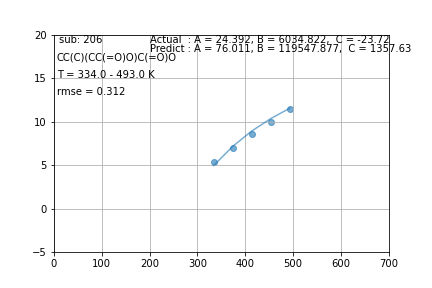 sub: 206
Actual : A = 24.392, B = 6034.822, C = -23.72
Predict : A = 76.011, B = 119547.877, C = 1357.63
CC(C)(CC(=O)O)C(=O)O
T = 334.0 - 493.0 K
rmse = 0.312
20
15
10
5
0
−5
0 100 200 300 400 500 600 700